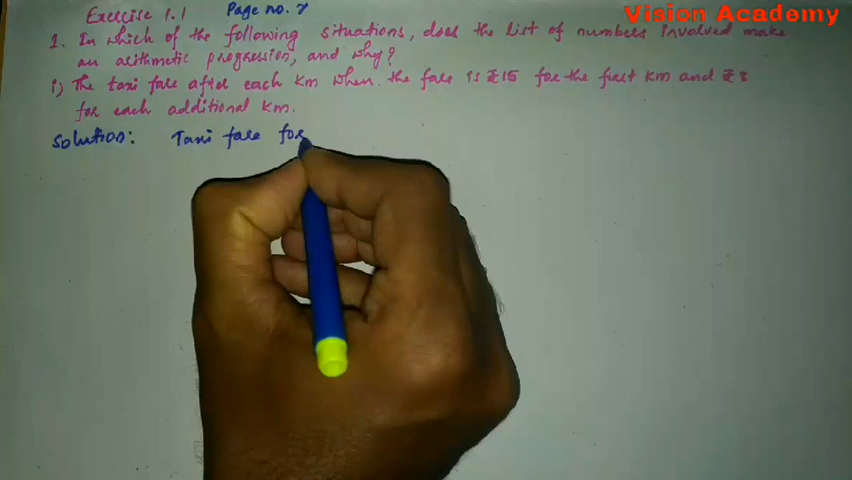 Exercise 1.1 Page no. 7
Vision Academy
1. In which of the following situations, does the list of numbers involved make
an arithmetic progression, and why?
i) The taxi fare after each km when the fare is ₹15 for the first km and ₹8
for each additional km.
Solution: Taxi fare for